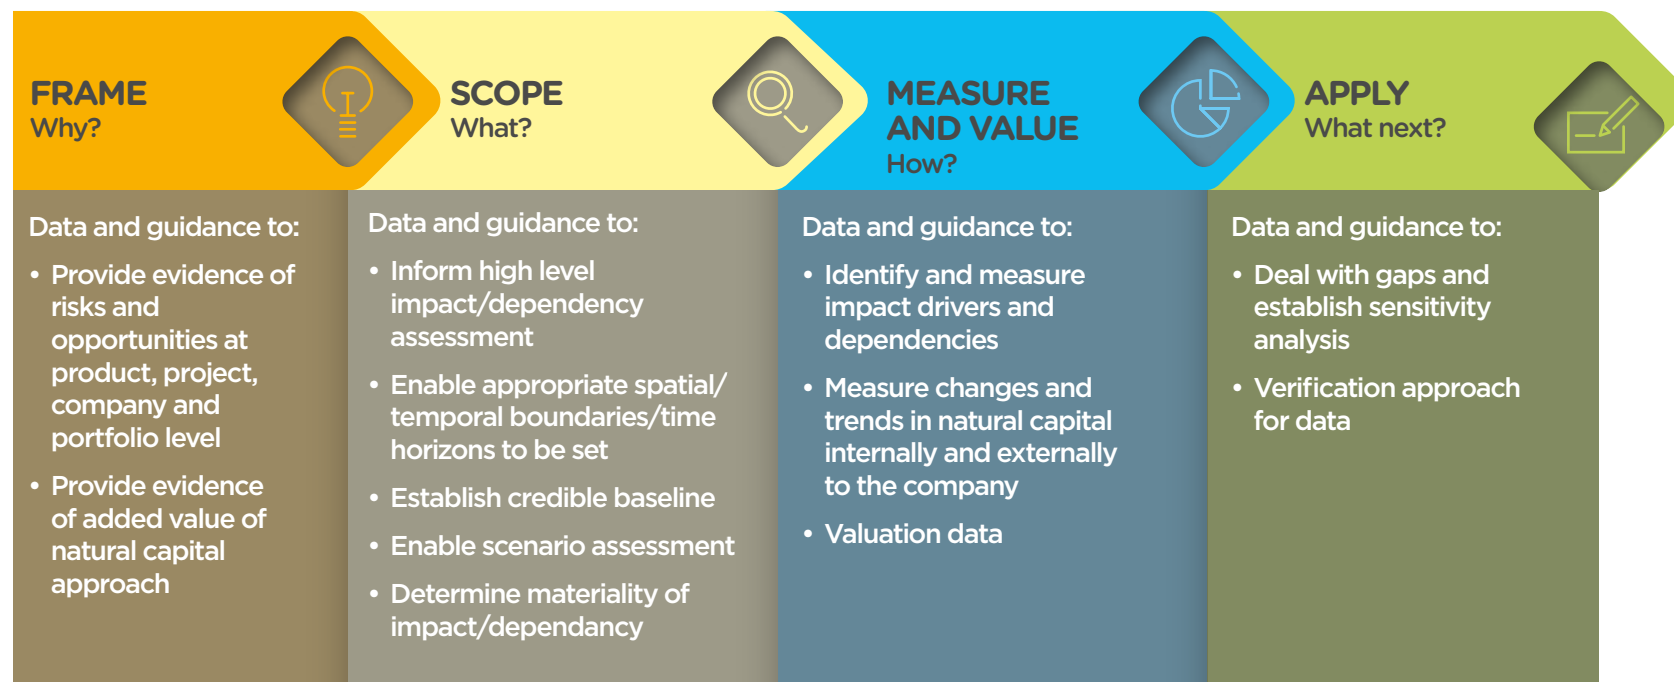 FRAME
Why?
Data and guidance to:
• Provide evidence of
risks and
opportunities at
product, project,
company and
portfolio level
• Provide evidence
of added value of
natural capital
approach
SCOPE
What?
Data and guidance to:
• Inform high level
impact/dependency
assessment
• Enable appropriate spatial/
temporal boundaries/time
horizons to be set
• Establish credible baseline
• Enable scenario assessment
• Determine materiality of
impact/dependancy
MEASURE
AND VALUE
How?
Data and guidance to:
• Identify and measure
impact drivers and
dependencies
• Measure changes and
trends in natural capital
internally and externally
to the company
• Valuation data
APPLY
What next?
Data and guidance to:
• Deal with gaps and
establish sensitivity
analysis
• Verification approach
for data